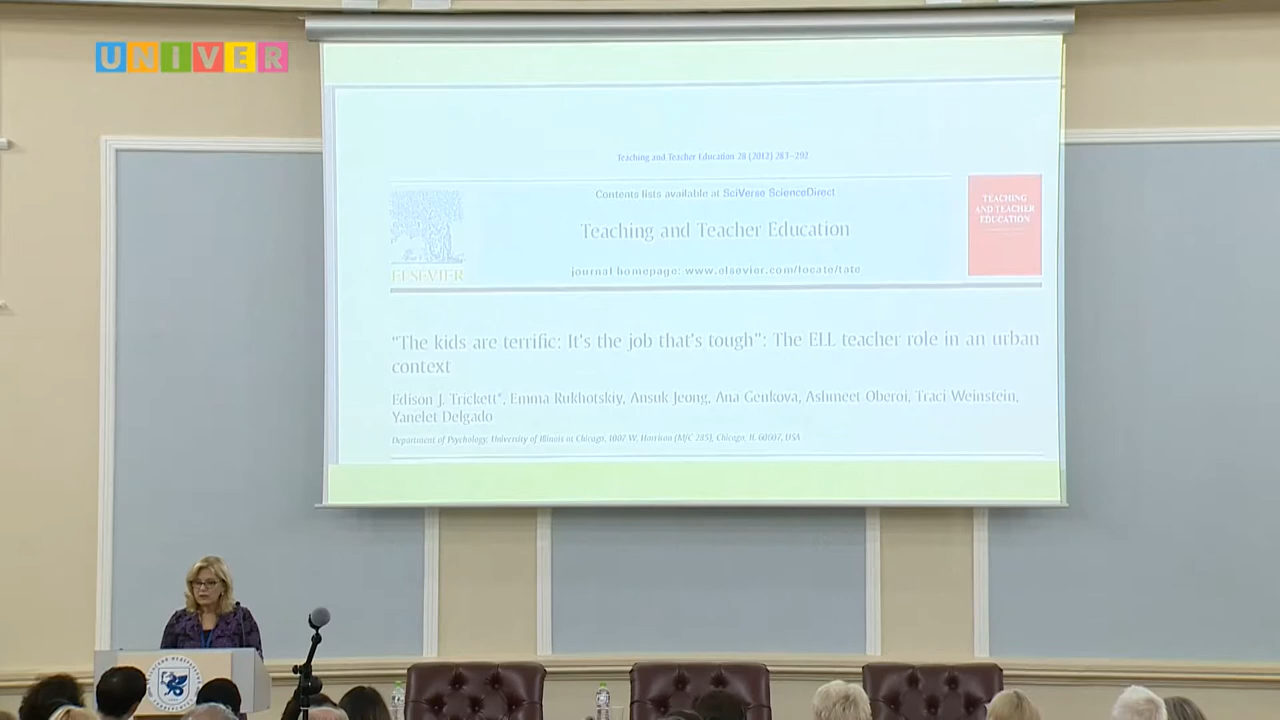 UNIVER
Teaching and Teacher Education 28 (2012) 283–292
Contents lists available at SciVerse ScienceDirect
Teaching and Teacher Education
journal homepage: www.elsevier.com/locate/tate
ELSEVIER
TEACHING
AND TEACHER
EDUCATION
"The kids are terrific: It's the job that's tough": The ELL teacher role in an urban
context
Edison J. Trickett*, Emma Rukhotskiy, Ansuk Jeong, Ana Genkova, Ashmeet Oberoi, Traci Weinstein,
Yanelet Delgado
Department of Psychology, University of Illinois at Chicago, 1007 W. Harrison (M/C 285), Chicago, IL 60607, USA